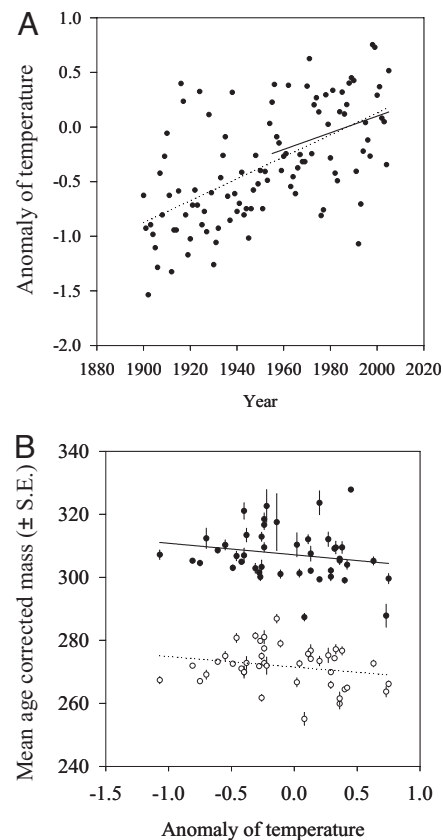 A
Anomaly of temperature
1.0
0.5
0.0
-0.5
-1.0
-1.5
-2.0
1880 1900 1920 1940 1960 1980 2000 2020
Year
B
Mean age corrected mass (± S.E.)
340
320
300
280
260
240
-1.5 -1.0 -0.5 0.0 0.5 1.0
Anomaly of temperature